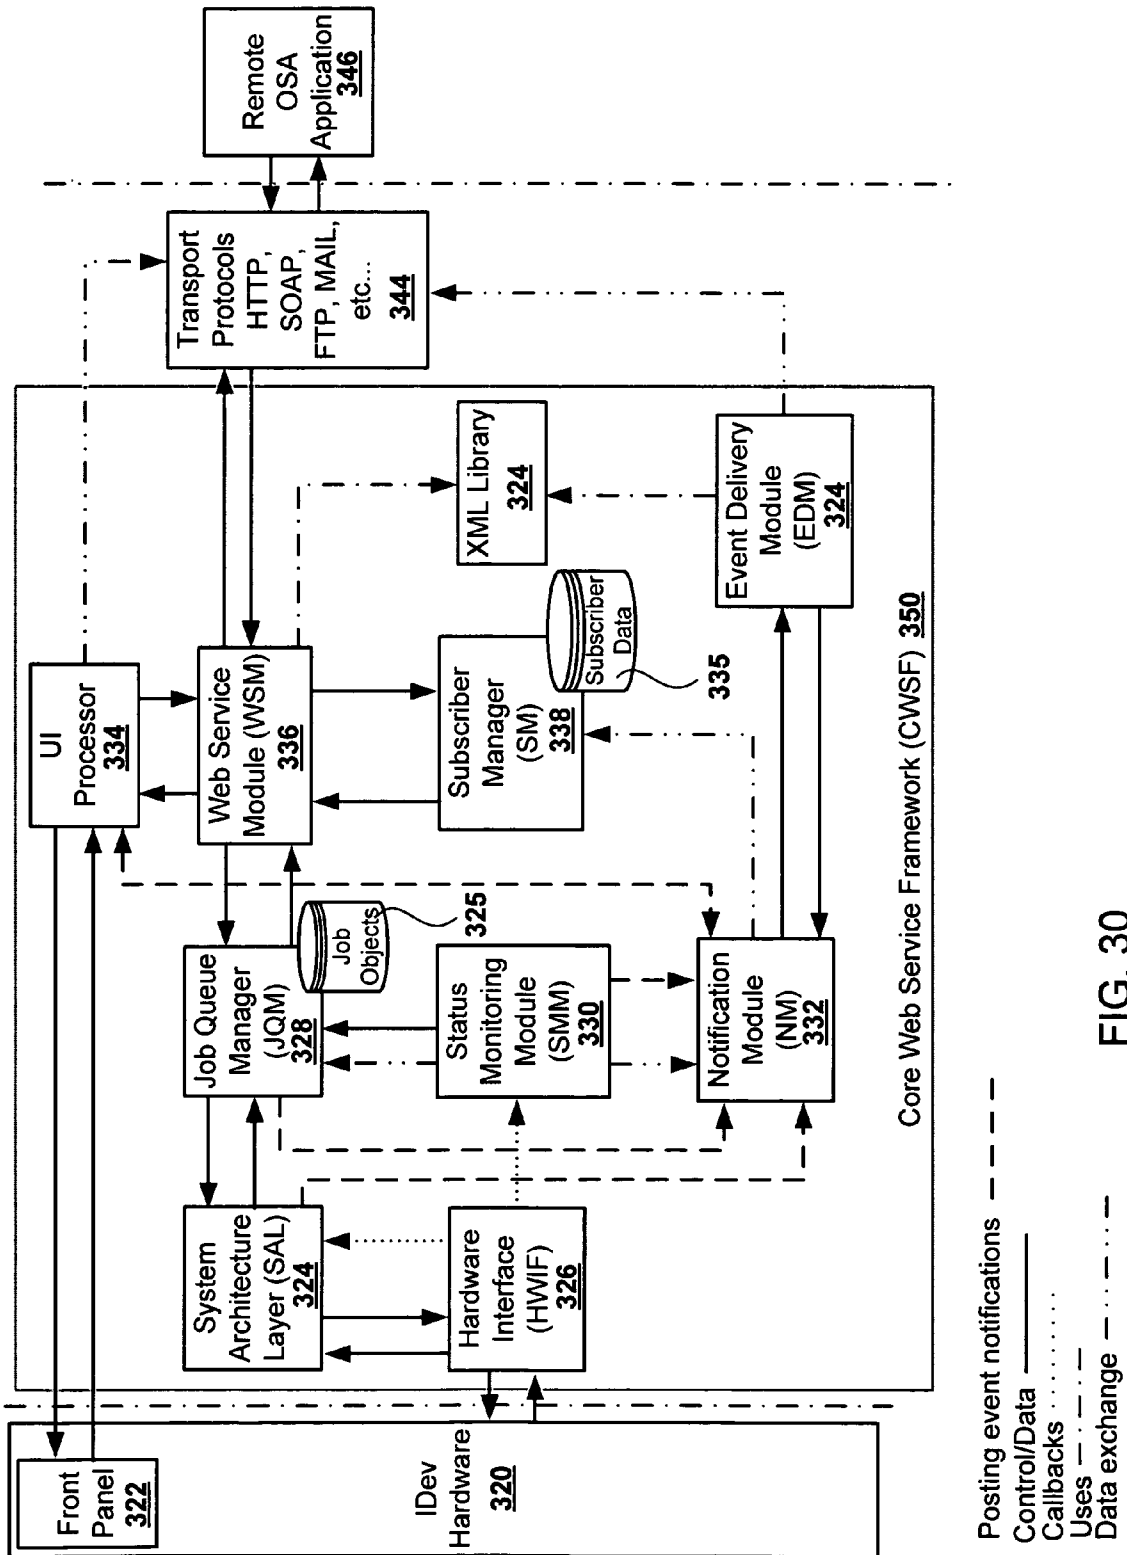 Front
Panel
322
IDev
Hardware
320
System
Architecture
Layer (SAL)
324
Hardware
Interface
(HWIF)
326
Job Queue
Manager
(JQM)
328
Job
Objects
325
Status
Monitoring
Module
(SMM)
330
Notification
Module
(NM)
332
UI
Processor
334
Web Service
Module (WSM)
336
Subscriber
Manager
(SM)
338
Subscriber
Data
335
XML Library
324
Event Delivery
Module
(EDM)
324
Core Web Service Framework (CWSF) 350
Transport
Protocols
HTTP,
SOAP,
FTP, MAIL,
etc...
344
Remote
OSA
Application
346
Posting event notifications
Control/Data
Callbacks
Uses
Data exchange
FIG. 30